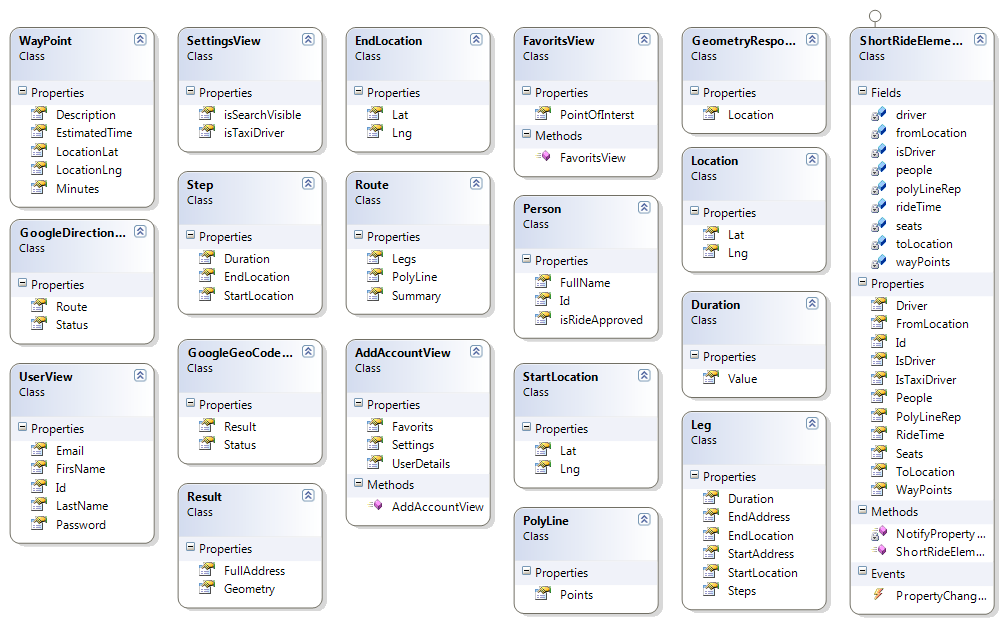 WayPoint
Class
Properties
Description
EstimatedTime
LocationLat
LocationLng
Minutes
GoogleDirection...
Class
Properties
Route
Status
UserView
Class
Properties
Email
FirsName
Id
LastName
Password
SettingsView
Class
Properties
isSearchVisible
isTaxiDriver
Step
Class
Properties
Duration
EndLocation
StartLocation
GoogleGeoCode...
Class
Properties
Result
Status
Result
Class
Properties
FullAddress
Geometry
EndLocation
Class
Properties
Lat
Lng
Route
Class
Properties
Legs
PolyLine
Summary
AddAccountView
Class
Properties
Favorits
Settings
UserDetails
Methods
AddAccountView
FavoritsView
Class
Properties
PointOfInterst
Methods
FavoritsView
Person
Class
Properties
FullName
Id
isRideApproved
StartLocation
Class
Properties
Lat
Lng
PolyLine
Class
Properties
Points
GeometryRespo...
Class
Properties
Location
Location
Class
Properties
Lat
Lng
Duration
Class
Properties
Value
Leg
Class
Properties
Duration
EndAddress
EndLocation
StartAddress
StartLocation
Steps
ShortRideEleme...
Class
Fields
driver
fromLocation
isDriver
people
polyLineRep
rideTime
seats
toLocation
wayPoints
Properties
Driver
FromLocation
Id
IsDriver
IsTaxiDriver
People
PolyLineRep
RideTime
Seats
ToLocation
WayPoints
Methods
NotifyProperty...
ShortRideElem...
Events
PropertyChang...